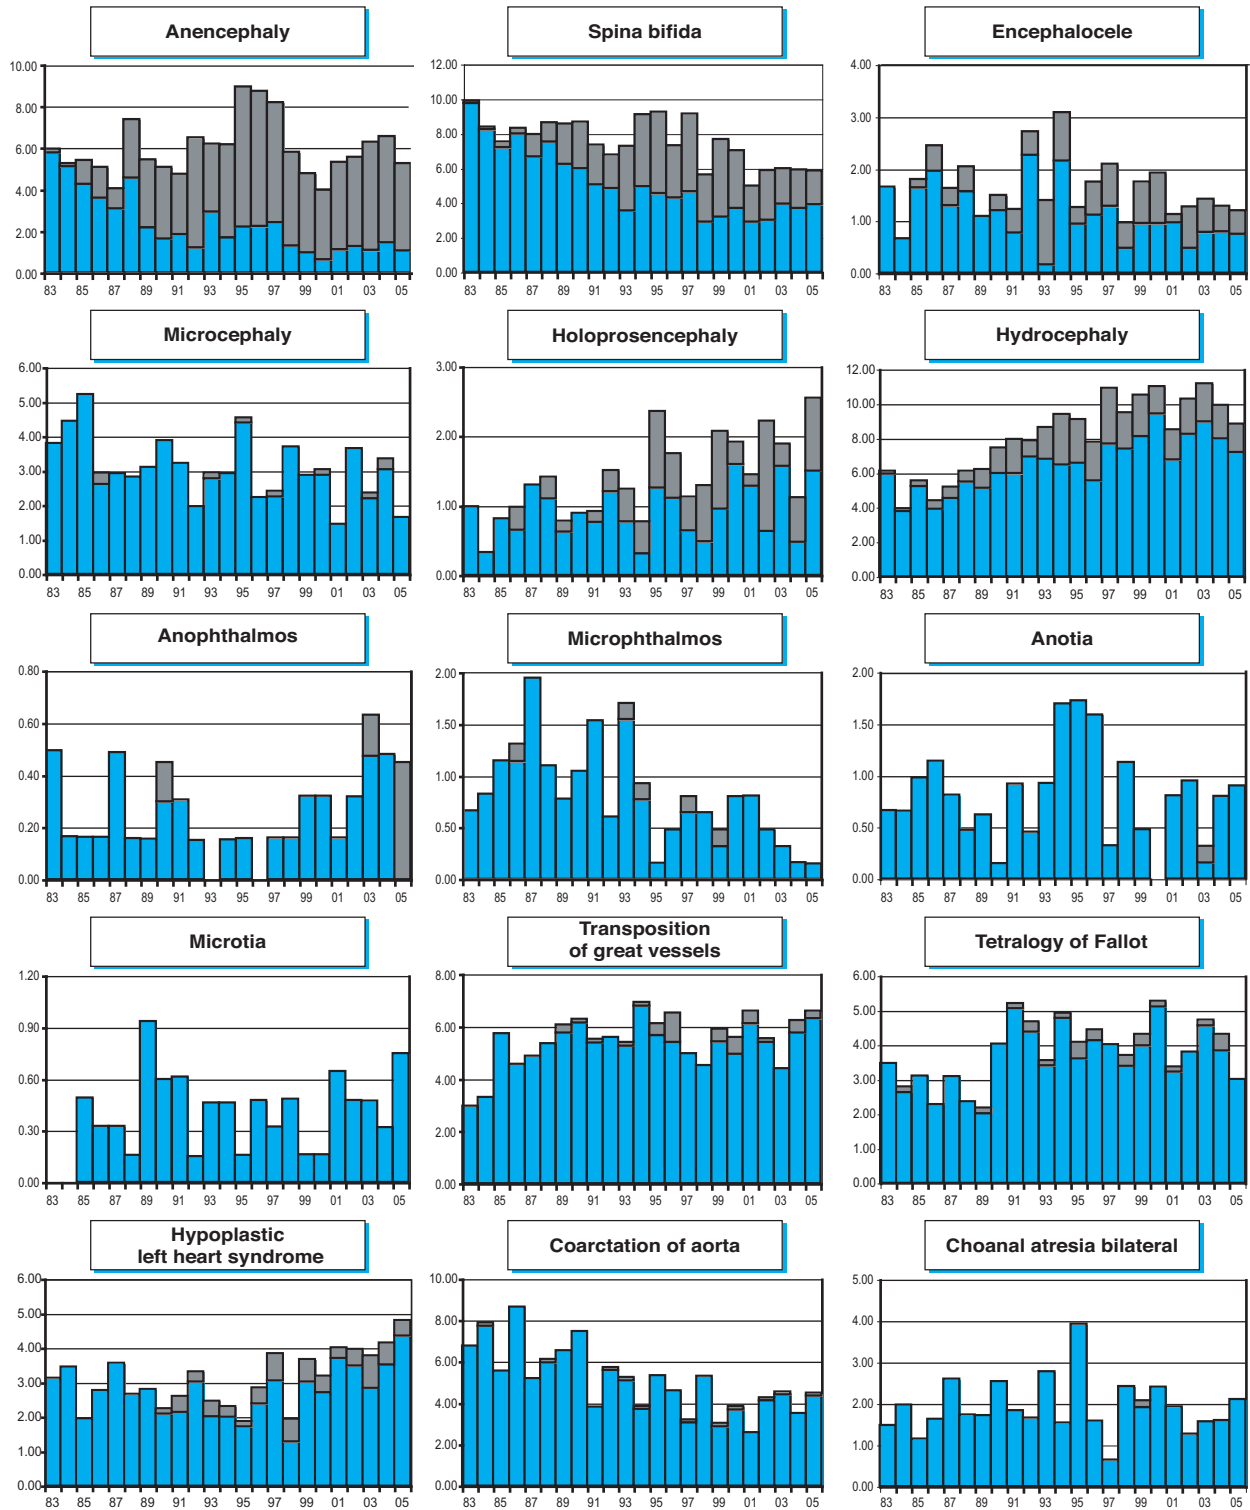 Anencephaly
10.00
8.00
6.00
4.00
2.00
0.00
83 85 87 89 91 93 95 97 99 01 03 05
Spina bifida
12.00
10.00
8.00
6.00
4.00
2.00
0.00
83 85 87 89 91 93 95 97 99 01 03 05
Encephalocele
4.00
3.00
2.00
1.00
0.00
83 85 87 89 91 93 95 97 99 01 03 05
Microcephaly
6.00
5.00
4.00
3.00
2.00
1.00
0.00
83 85 87 89 91 93 95 97 99 01 03 05
Holoprosencephaly
3.00
2.00
1.00
0.00
83 85 87 89 91 93 95 97 99 01 03 05
Hydrocephaly
12.00
10.00
8.00
6.00
4.00
2.00
0.00
83 85 87 89 91 93 95 97 99 01 03 05
Anophthalmos
0.80
0.60
0.40
0.20
0.00
83 85 87 89 91 93 95 97 99 01 03 05
Microphthalmos
2.00
1.50
1.00
0.50
0.00
83 85 87 89 91 93 95 97 99 01 03 05
Anotia
2.00
1.50
1.00
0.50
0.00
83 85 87 89 91 93 95 97 99 01 03 05
Microtia
1.20
0.90
0.60
0.30
0.00
83 85 87 89 91 93 95 97 99 01 03 05
Transposition
of great vessels
8.00
6.00
4.00
2.00
0.00
83 85 87 89 91 93 95 97 99 01 03 05
Tetralogy of Fallot
6.00
5.00
4.00
3.00
2.00
1.00
0.00
83 85 87 89 91 93 95 97 99 01 03 05
Hypoplastic
left heart syndrome
6.00
5.00
4.00
3.00
2.00
1.00
0.00
83 85 87 89 91 93 95 97 99 01 03 05
Coarctation of aorta
10.00
8.00
6.00
4.00
2.00
0.00
83 85 87 89 91 93 95 97 99 01 03 05
Choanal atresia bilateral
5.00
4.00
3.00
2.00
1.00
0.00
83 85 87 89 91 93 95 97 99 01 03 05